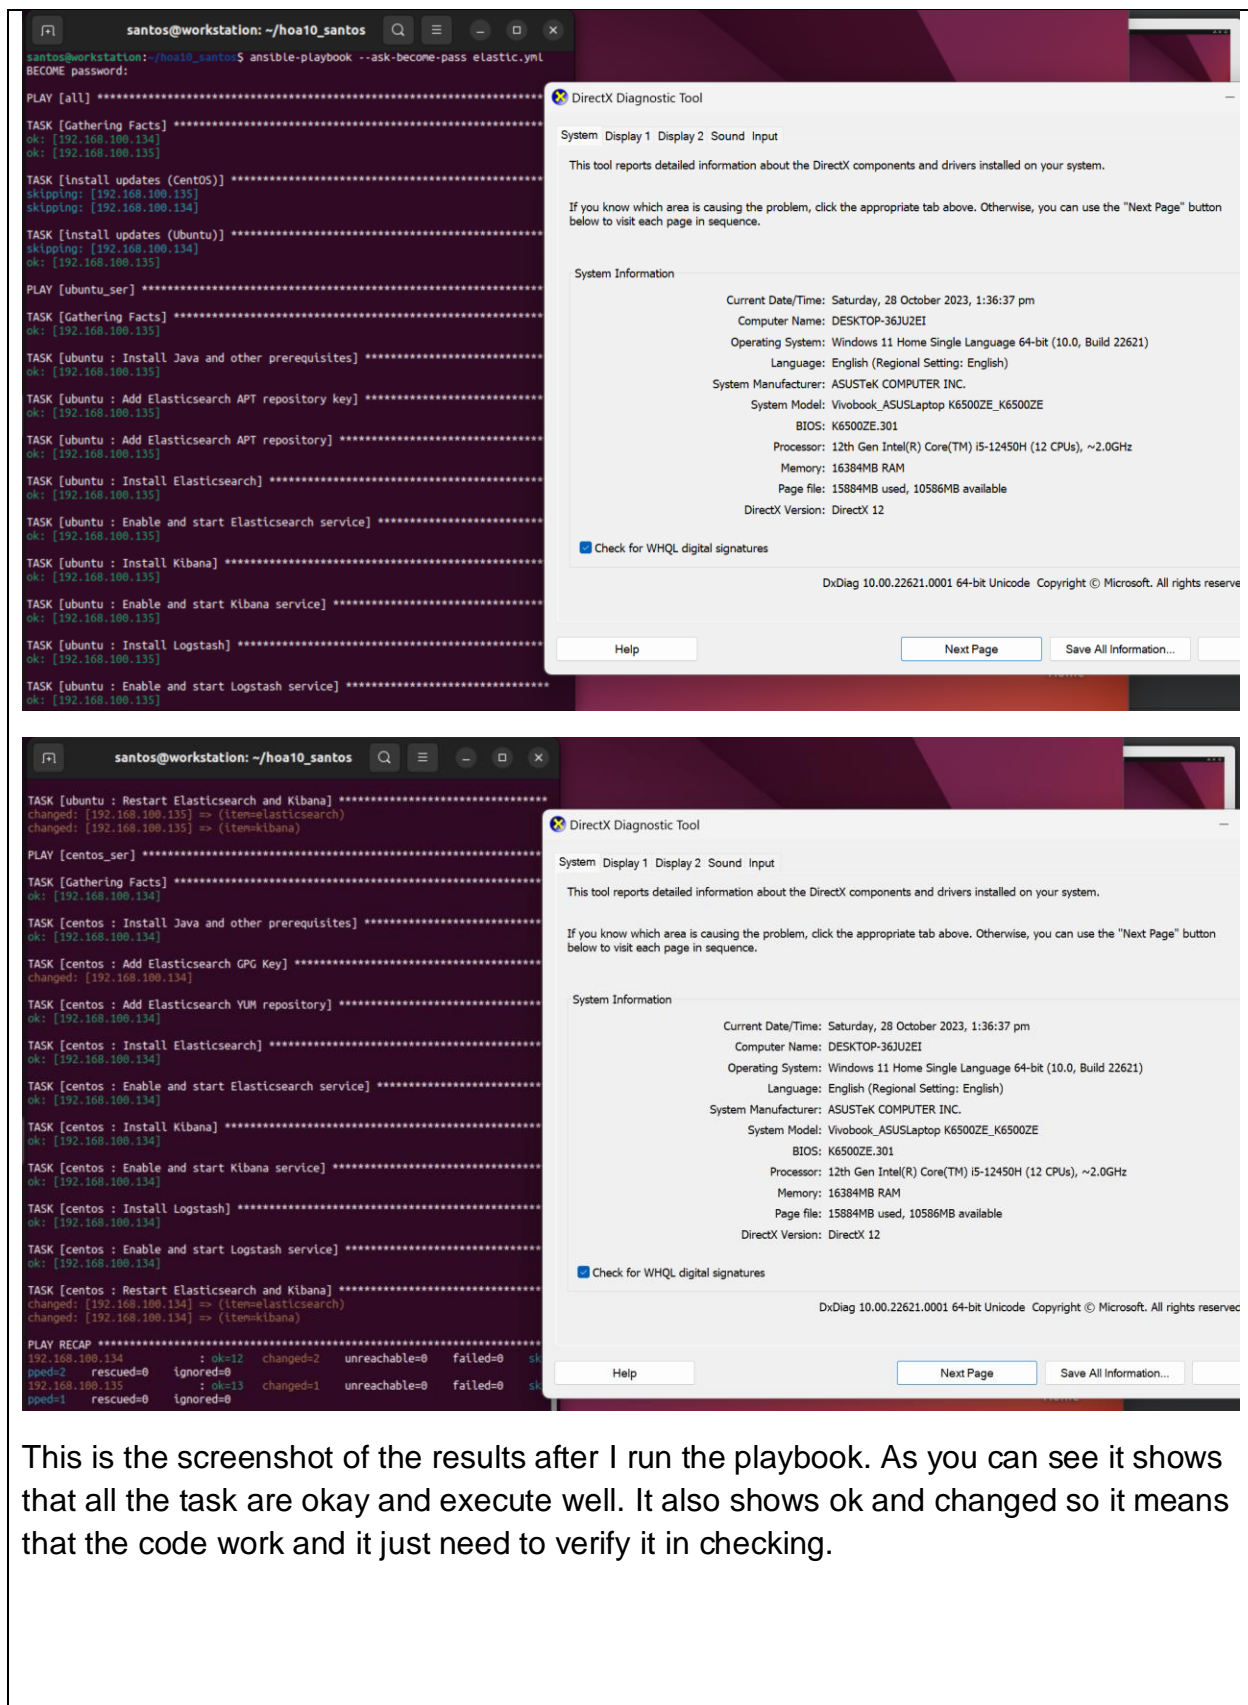 santos@workstation: ~/hoa10_santos
santos@workstation:~/hoa10_santos$ ansible-playbook --ask-become-pass elastic.yml
BECOME password:
PLAY [all] **********************************************************************
TASK [Gathering Facts] **********************************************************
ok: [192.168.100.134]
ok: [192.168.100.135]
TASK [install updates (CentOS)] *************************************************
skipping: [192.168.100.135]
skipping: [192.168.100.134]
TASK [install updates (Ubuntu)] *************************************************
skipping: [192.168.100.134]
ok: [192.168.100.135]
PLAY [ubuntu_ser] ***************************************************************
TASK [Gathering Facts] **********************************************************
ok: [192.168.100.135]
TASK [ubuntu : Install Java and other prerequisites] ****************************
ok: [192.168.100.135]
TASK [ubuntu : Add Elasticsearch APT repository key] ****************************
ok: [192.168.100.135]
TASK [ubuntu : Add Elasticsearch APT repository] ********************************
ok: [192.168.100.135]
TASK [ubuntu : Install Elasticsearch] *******************************************
ok: [192.168.100.135]
TASK [ubuntu : Enable and start Elasticsearch service] **************************
ok: [192.168.100.135]
TASK [ubuntu : Install Kibana] **************************************************
ok: [192.168.100.135]
TASK [ubuntu : Enable and start Kibana service] *********************************
ok: [192.168.100.135]
TASK [ubuntu : Install Logstash] ************************************************
ok: [192.168.100.135]
TASK [ubuntu : Enable and start Logstash service] *******************************
ok: [192.168.100.135]
DirectX Diagnostic Tool
System Display 1 Display 2 Sound Input
This tool reports detailed information about the DirectX components and drivers installed on your system.
If you know which area is causing the problem, click the appropriate tab above. Otherwise, you can use the "Next Page" button
below to visit each page in sequence.
System Information
Current Date/Time: Saturday, 28 October 2023, 1:36:37 pm
Computer Name: DESKTOP-36JU2EI
Operating System: Windows 11 Home Single Language 64-bit (10.0, Build 22621)
Language: English (Regional Setting: English)
System Manufacturer: ASUSTeK COMPUTER INC.
System Model: Vivobook_ASUSLaptop K6500ZE_K6500ZE
BIOS: K6500ZE.301
Processor: 12th Gen Intel(R) Core(TM) i5-12450H (12 CPUs), ~2.0GHz
Memory: 16384MB RAM
Page file: 15884MB used, 10586MB available
DirectX Version: DirectX 12
Check for WHQL digital signatures
DxDiag 10.00.22621.0001 64-bit Unicode Copyright © Microsoft. All rights reserve
Help Next Page Save All Information...
santos@workstation: ~/hoa10_santos
TASK [ubuntu : Restart Elasticsearch and Kibana] ********************************
changed: [192.168.100.135] => (item=elasticsearch)
changed: [192.168.100.135] => (item=kibana)
PLAY [centos_ser] ***************************************************************
TASK [Gathering Facts] **********************************************************
ok: [192.168.100.134]
TASK [centos : Install Java and other prerequisites] ****************************
ok: [192.168.100.134]
TASK [centos : Add Elasticsearch GPG Key] ***************************************
changed: [192.168.100.134]
TASK [centos : Add Elasticsearch YUM repository] ********************************
ok: [192.168.100.134]
TASK [centos : Install Elasticsearch] *******************************************
ok: [192.168.100.134]
TASK [centos : Enable and start Elasticsearch service] **************************
ok: [192.168.100.134]
TASK [centos : Install Kibana] **************************************************
ok: [192.168.100.134]
TASK [centos : Enable and start Kibana service] *********************************
ok: [192.168.100.134]
TASK [centos : Install Logstash] ************************************************
ok: [192.168.100.134]
TASK [centos : Enable and start Logstash service] *******************************
ok: [192.168.100.134]
TASK [centos : Restart Elasticsearch and Kibana] ********************************
changed: [192.168.100.134] => (item=elasticsearch)
changed: [192.168.100.134] => (item=kibana)
PLAY RECAP **********************************************************************
192.168.100.134 : ok=12 changed=2 unreachable=0 failed=0 sk
pped=2 rescued=0 ignored=0
192.168.100.135 : ok=13 changed=1 unreachable=0 failed=0 sk
pped=1 rescued=0 ignored=0
DirectX Diagnostic Tool
System Display 1 Display 2 Sound Input
This tool reports detailed information about the DirectX components and drivers installed on your system.
If you know which area is causing the problem, click the appropriate tab above. Otherwise, you can use the "Next Page" button
below to visit each page in sequence.
System Information
Current Date/Time: Saturday, 28 October 2023, 1:36:37 pm
Computer Name: DESKTOP-36JU2EI
Operating System: Windows 11 Home Single Language 64-bit (10.0, Build 22621)
Language: English (Regional Setting: English)
System Manufacturer: ASUSTeK COMPUTER INC.
System Model: Vivobook_ASUSLaptop K6500ZE_K6500ZE
BIOS: K6500ZE.301
Processor: 12th Gen Intel(R) Core(TM) i5-12450H (12 CPUs), ~2.0GHz
Memory: 16384MB RAM
Page file: 15884MB used, 10586MB available
DirectX Version: DirectX 12
Check for WHQL digital signatures
DxDiag 10.00.22621.0001 64-bit Unicode Copyright © Microsoft. All rights reserved
Help Next Page Save All Information...
This is the screenshot of the results after I run the playbook. As you can see it shows
that all the task are okay and execute well. It also shows ok and changed so it means
that the code work and it just need to verify it in checking.